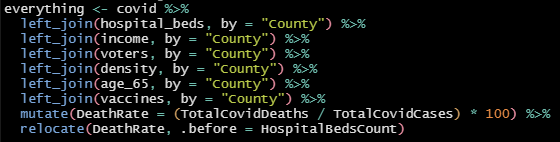 everything <- covid %>%
  left_join(hospital_beds, by = "County") %>%
  left_join(income, by = "County") %>%
  left_join(voters, by = "County") %>%
  left_join(density, by = "County") %>%
  left_join(age_65, by = "County") %>%
  left_join(vaccines, by = "County") %>%
  mutate(DeathRate = (TotalCovidDeaths / TotalCovidCases) * 100) %>%
  relocate(DeathRate, .before = HospitalBedsCount)